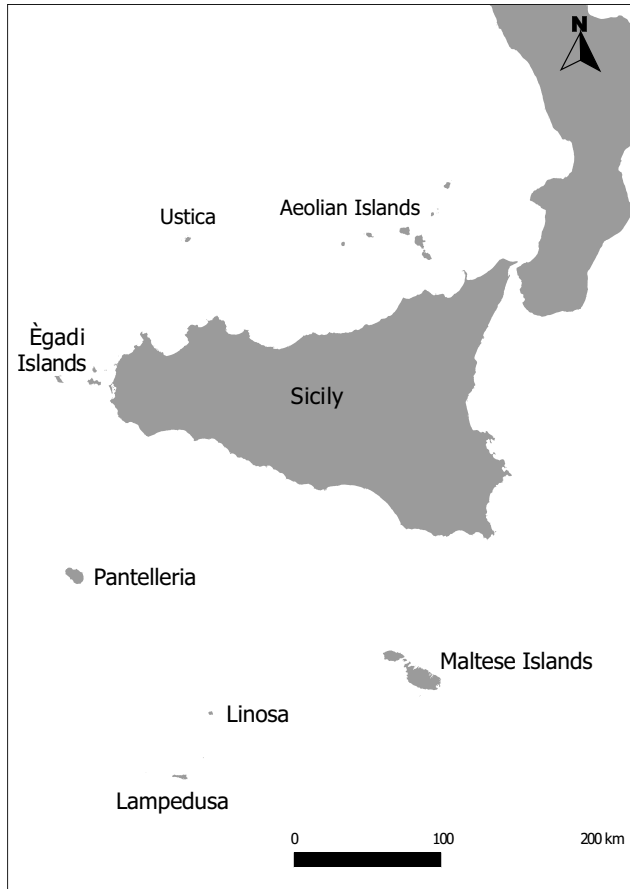 N
Aeolian Islands
Ustica
Ègadi
Islands
Sicily
Pantelleria
Maltese Islands
Linosa
Lampedusa
0 100 200 km